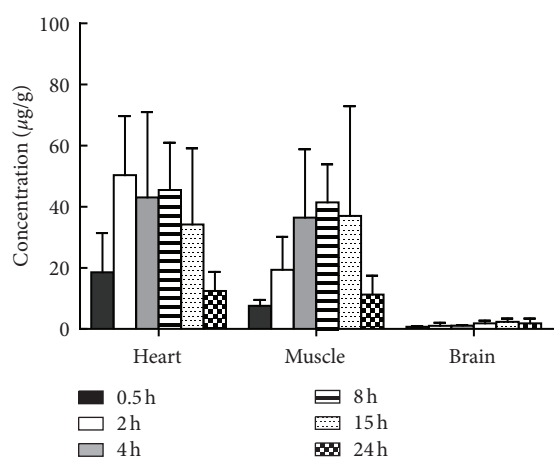 100
80
60
40
20
0
Concentration (μg/g)
Heart Muscle Brain
0.5 h 8 h
2 h 15 h
4 h 24 h